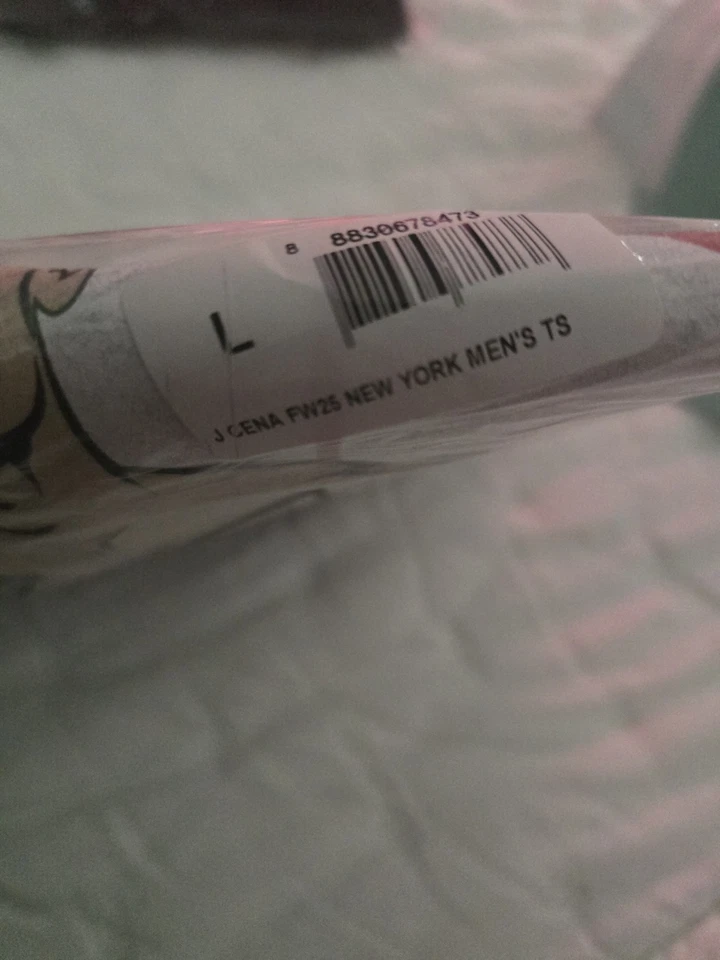 8 8830678473
L
J CENA FW25 NEW YORK MEN'S TS